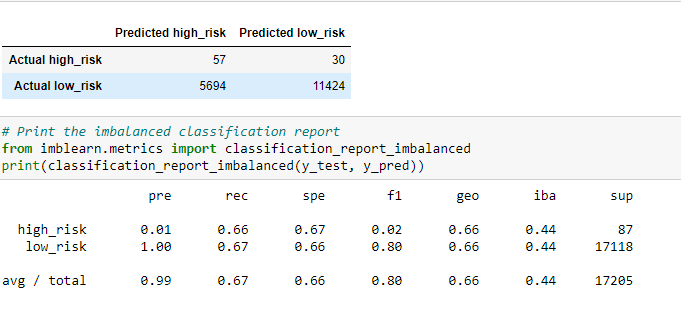 Predicted high_risk Predicted low_risk
Actual high_risk 57 30
Actual low_risk 5694 11424
# Print the imbalanced classification report
from imblearn.metrics import classification_report_imbalanced
print(classification_report_imbalanced(y_test, y_pred))
pre rec spe f1 geo iba sup
high_risk 0.01 0.66 0.67 0.02 0.66 0.44 87
low_risk 1.00 0.67 0.66 0.80 0.66 0.44 17118
avg / total 0.99 0.67 0.66 0.80 0.66 0.44 17205